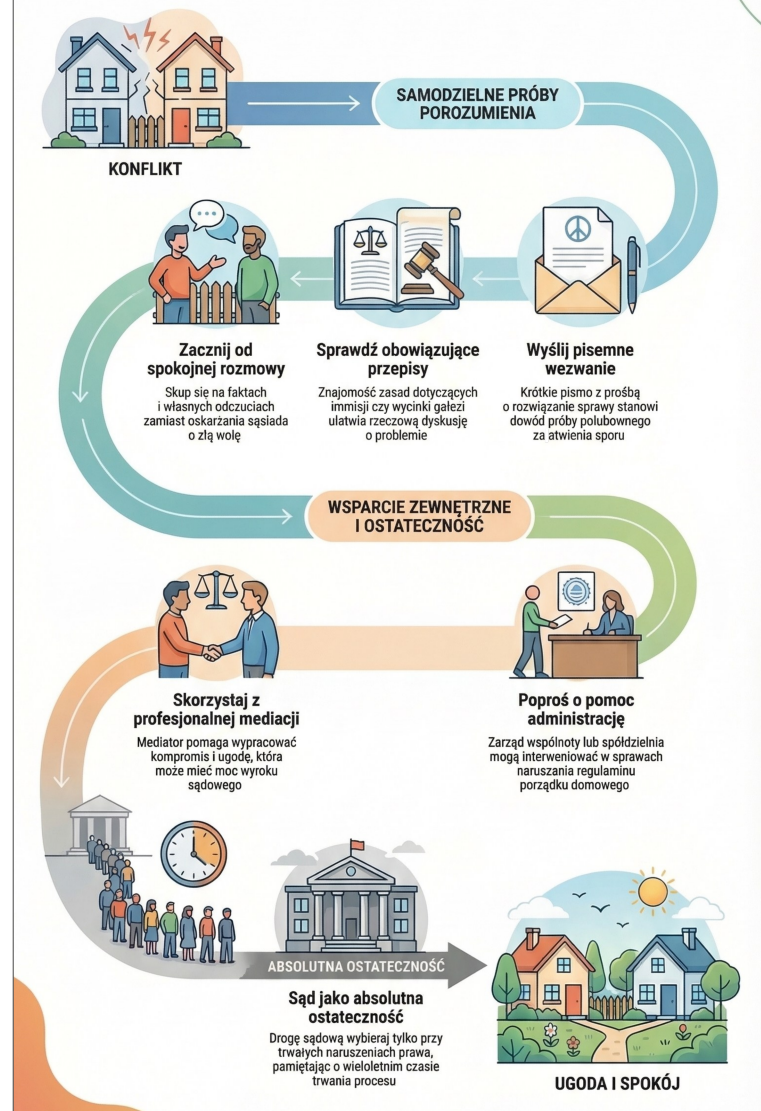 SAMODZIELNE PRÓBY
POROZUMIENIA
KONFLIKT
Zacznij od
spokojnej rozmowy
Skup się na faktach
i własnych odczuciach
zamiast oskarżania sąsiada
o złą wolę
Sprawdź obowiązujące
przepisy
Znajomość zasad dotyczących
immisji czy wycinki gałezi
ulatwia rzeczową dyskusję
o problemie
Wyślij pisemne
wezwanie
Krótkie pismo z prośbą
o rozwiązanie sprawy stanowi
dowód próby polubownego
za atwienia sporu
WSPARCIE ZEWNĘTRZNE
I OSTATECZNOŚĆ
Skorzystaj z
profesjonalnej mediacji
Mediator pomaga wypracować
kompromis i ugodę, która
może mieć moc wyroku
sądowego
Poproś o pomoc
administrację
Zarząd wspólnoty lub spółdzielnia
mogą interweniować w sprawach
naruszania regulaminu
porządku domowego
ABSOLUTNA OSTATECZNOŚĆ
Sąd jako absolutna
ostateczność
Drogę sądową wybieraj tylko przy
trwałych naruszeniach prawa,
pamiętając o wieloletnim czasie
trwania procesu
UGODA I SPOKÓJ